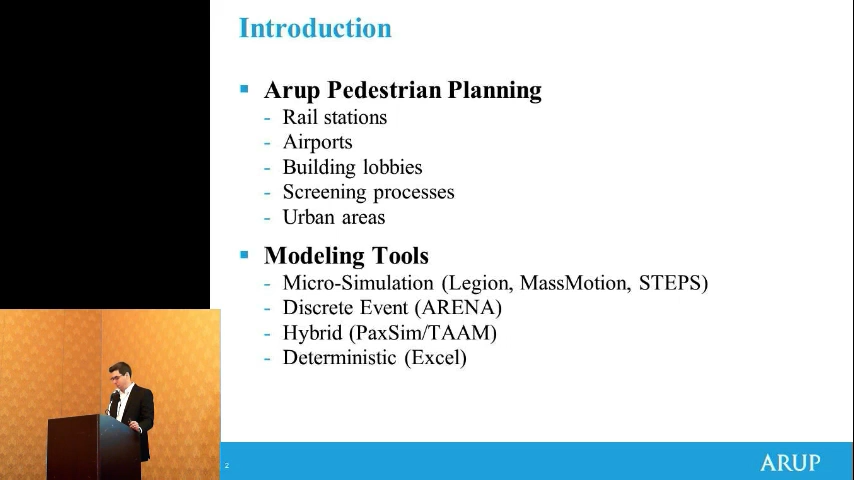 Introduction
▪ Arup Pedestrian Planning
- Rail stations
- Airports
- Building lobbies
- Screening processes
- Urban areas
▪ Modeling Tools
- Micro-Simulation (Legion, MassMotion, STEPS)
- Discrete Event (ARENA)
- Hybrid (PaxSim/TAAM)
- Deterministic (Excel)
2
ARUP